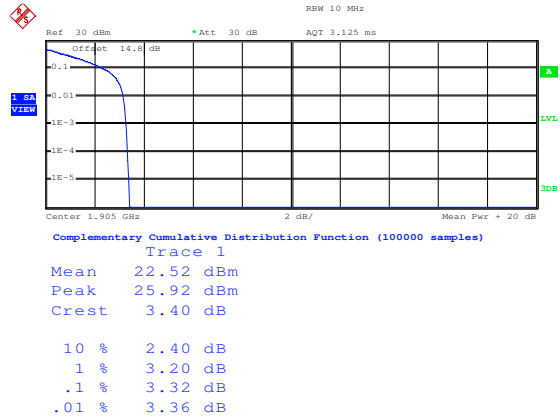 RBW 10 MHz
Ref 30 dBm * Att 30 dB AQT 3.125 ms
Offset 14.8 dB
0.1
A
0.01
1 SA
VIEW
1E-3
LVL
1E-4
1E-5
3DB
Center 1.905 GHz 2 dB/ Mean Pwr + 20 dB
Complementary Cumulative Distribution Function (100000 samples)
Trace 1
Mean 22.52 dBm
Peak 25.92 dBm
Crest 3.40 dB
10 % 2.40 dB
1 % 3.20 dB
.1 % 3.32 dB
.01 % 3.36 dB